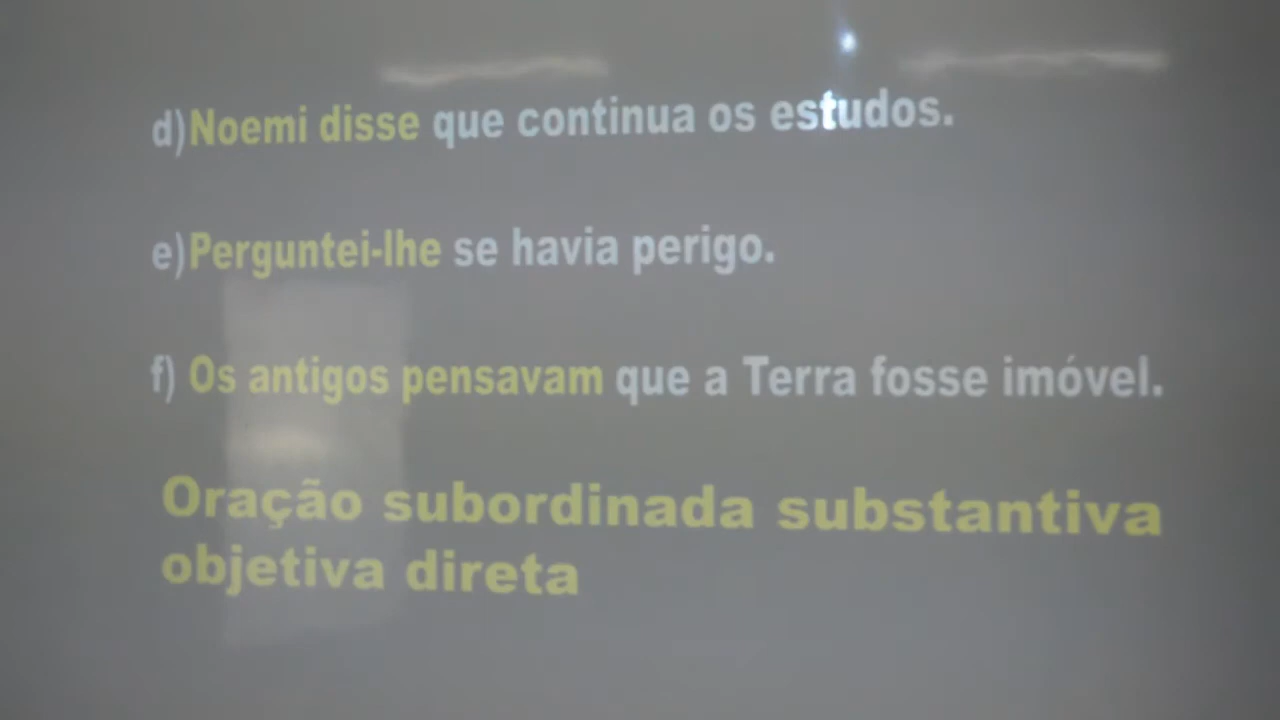 d)Noemi disse que continua os estudos.
e)Perguntei-lhe se havia perigo.
f) Os antigos pensavam que a Terra fosse imóvel.
Oração subordinada substantiva
objetiva direta